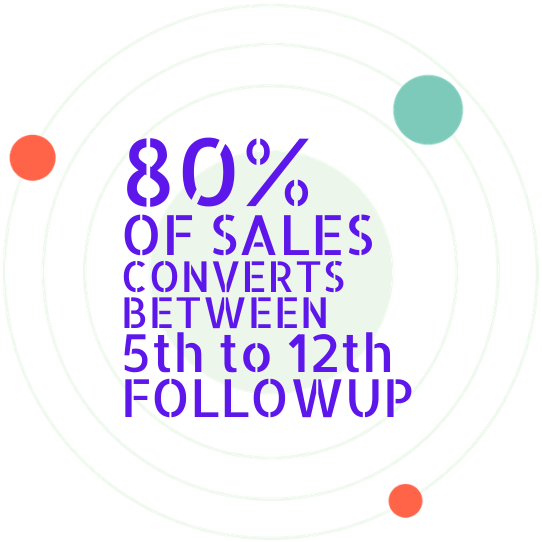 80%
OF SALES
CONVERTS
BETWEEN
5th to 12th
FOLLOWUP